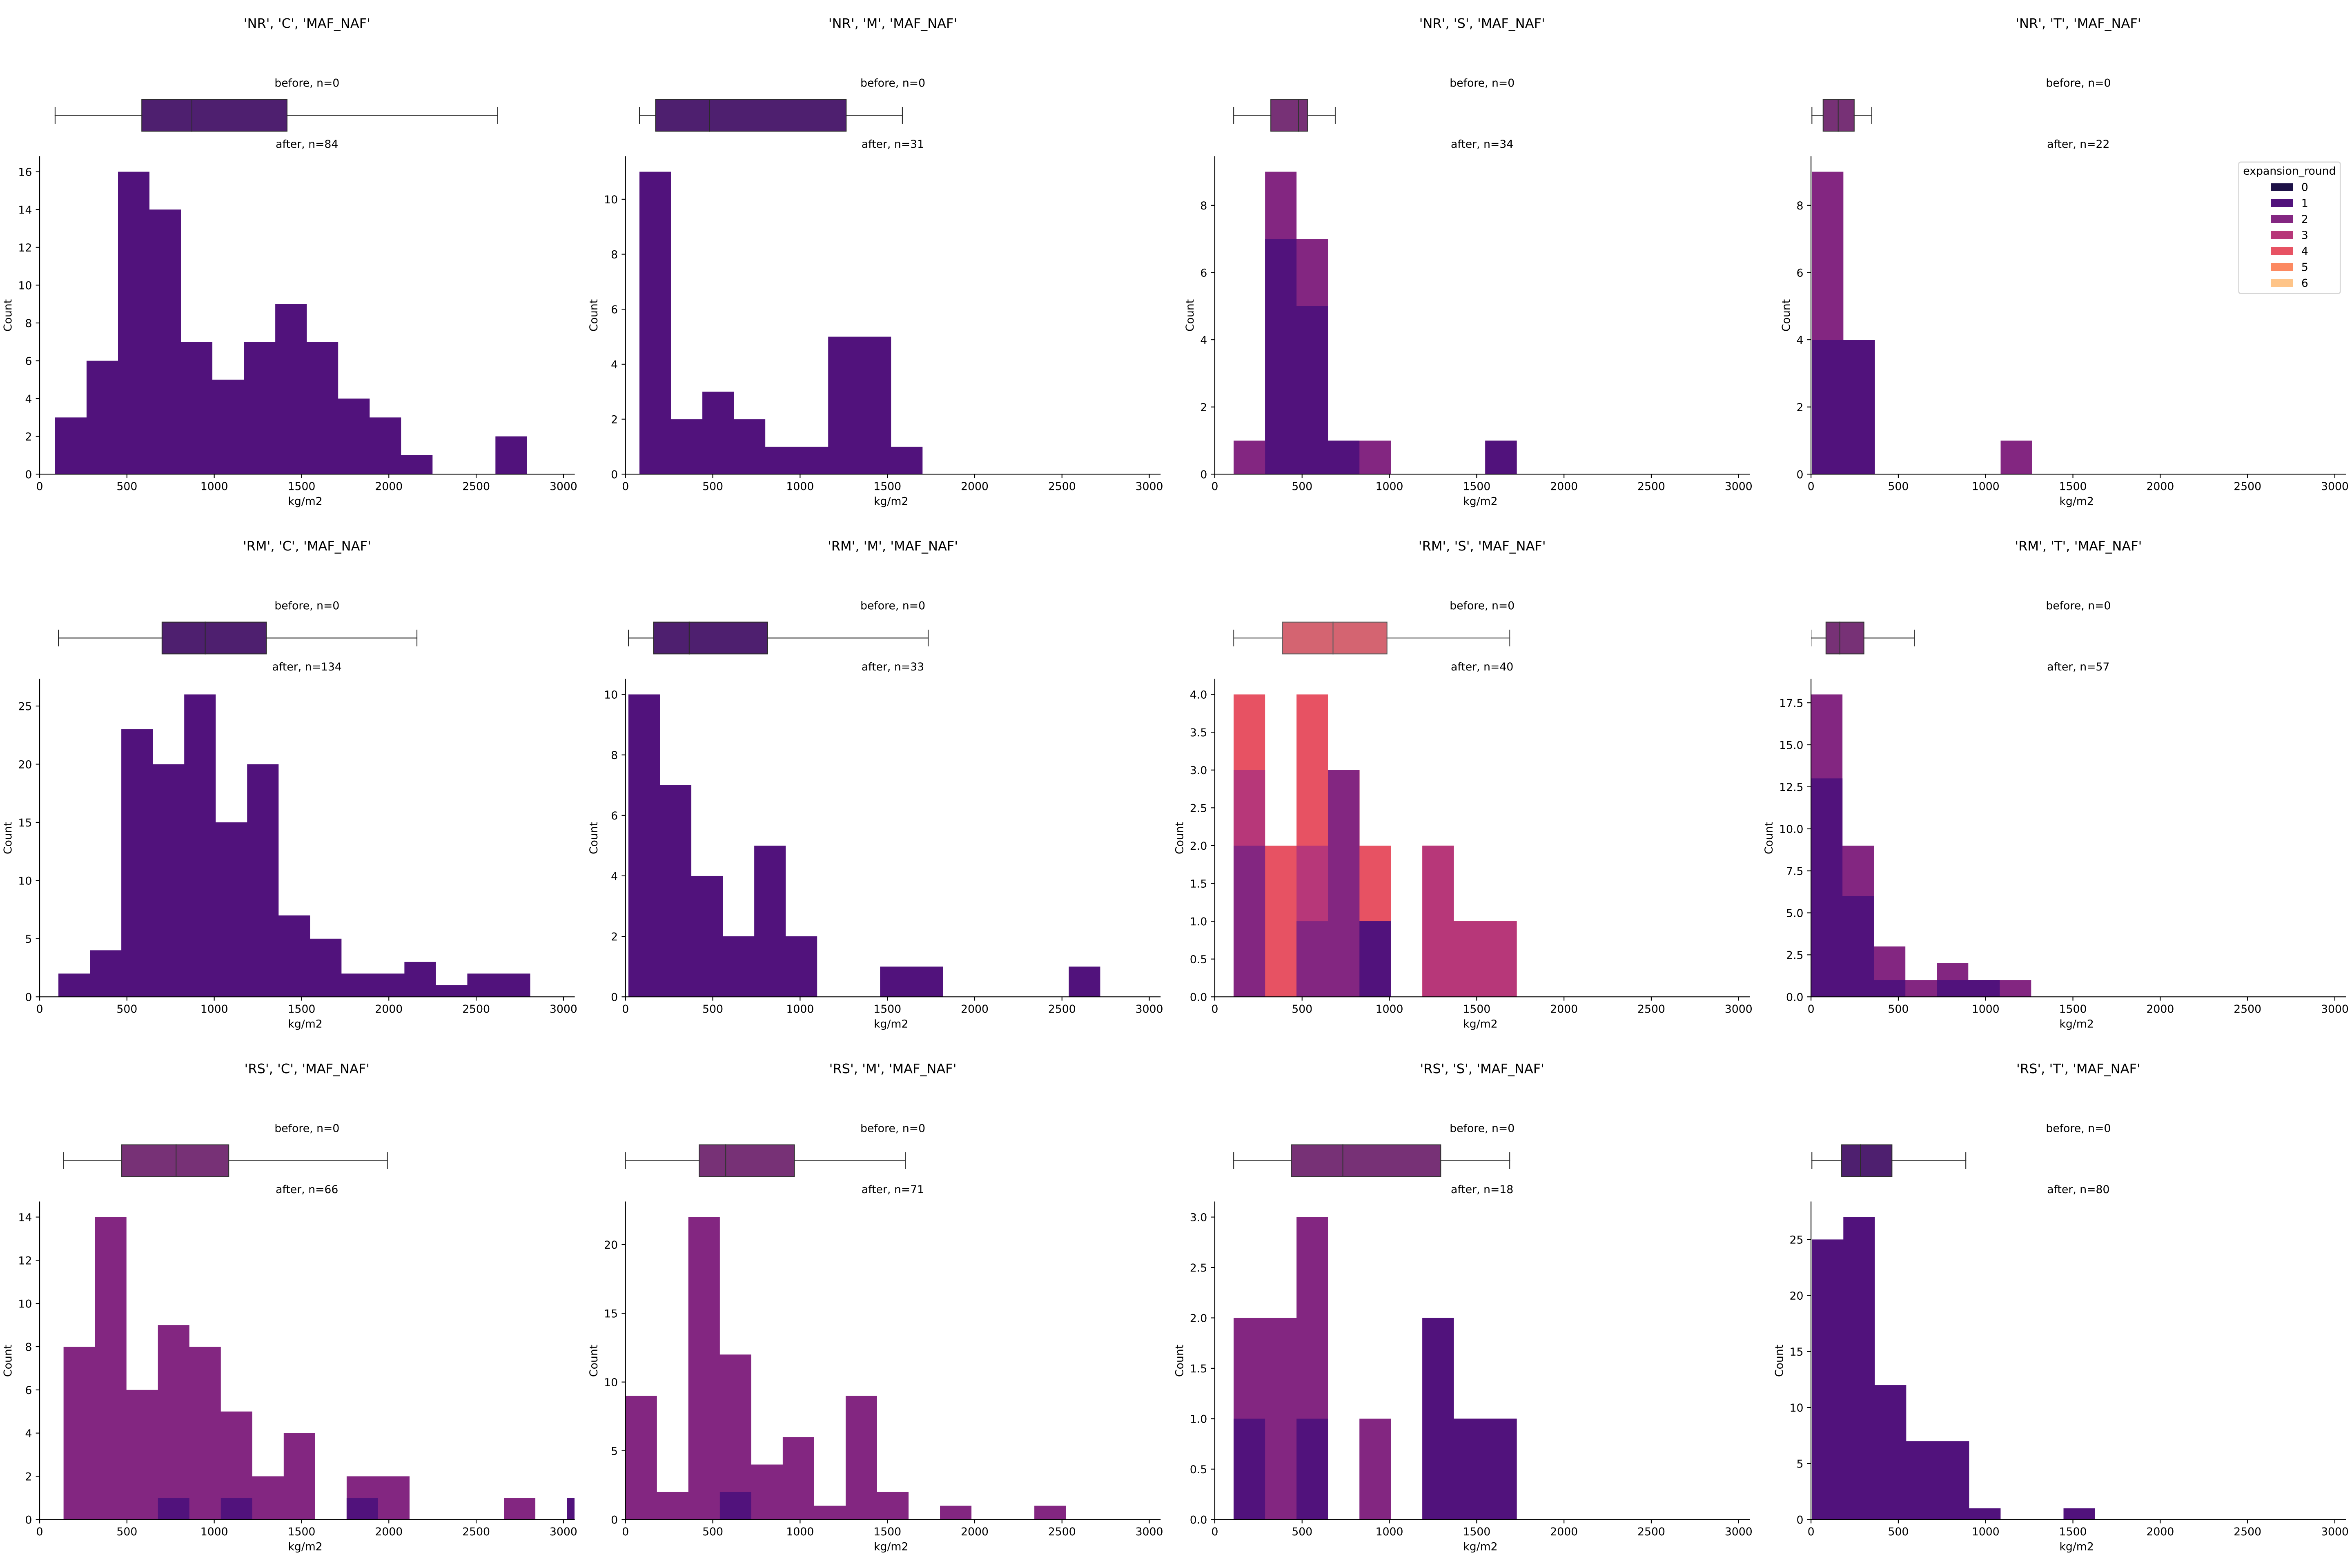 'NR', 'C', 'MAF_NAF'
before, n=0
after, n=84
Count
16
14
12
10
8
6
4
2
0
0 500 1000 1500 2000 2500 3000
kg/m2
'NR', 'M', 'MAF_NAF'
before, n=0
after, n=31
Count
10
8
6
4
2
0
0 500 1000 1500 2000 2500 3000
kg/m2
'NR', 'S', 'MAF_NAF'
before, n=0
after, n=34
Count
8
6
4
2
0
0 500 1000 1500 2000 2500 3000
kg/m2
'NR', 'T', 'MAF_NAF'
before, n=0
after, n=22
Count
8
6
4
2
0
0 500 1000 1500 2000 2500 3000
kg/m2
expansion_round
0
1
2
3
4
5
6
'RM', 'C', 'MAF_NAF'
before, n=0
after, n=134
Count
25
20
15
10
5
0
0 500 1000 1500 2000 2500 3000
kg/m2
'RM', 'M', 'MAF_NAF'
before, n=0
after, n=33
Count
10
8
6
4
2
0
0 500 1000 1500 2000 2500 3000
kg/m2
'RM', 'S', 'MAF_NAF'
before, n=0
after, n=40
Count
4.0
3.5
3.0
2.5
2.0
1.5
1.0
0.5
0.0
0 500 1000 1500 2000 2500 3000
kg/m2
'RM', 'T', 'MAF_NAF'
before, n=0
after, n=57
Count
17.5
15.0
12.5
10.0
7.5
5.0
2.5
0.0
0 500 1000 1500 2000 2500 3000
kg/m2
'RS', 'C', 'MAF_NAF'
before, n=0
after, n=66
Count
14
12
10
8
6
4
2
0
0 500 1000 1500 2000 2500 3000
kg/m2
'RS', 'M', 'MAF_NAF'
before, n=0
after, n=71
Count
20
15
10
5
0
0 500 1000 1500 2000 2500 3000
kg/m2
'RS', 'S', 'MAF_NAF'
before, n=0
after, n=18
Count
3.0
2.5
2.0
1.5
1.0
0.5
0.0
0 500 1000 1500 2000 2500 3000
kg/m2
'RS', 'T', 'MAF_NAF'
before, n=0
after, n=80
Count
25
20
15
10
5
0
0 500 1000 1500 2000 2500 3000
kg/m2